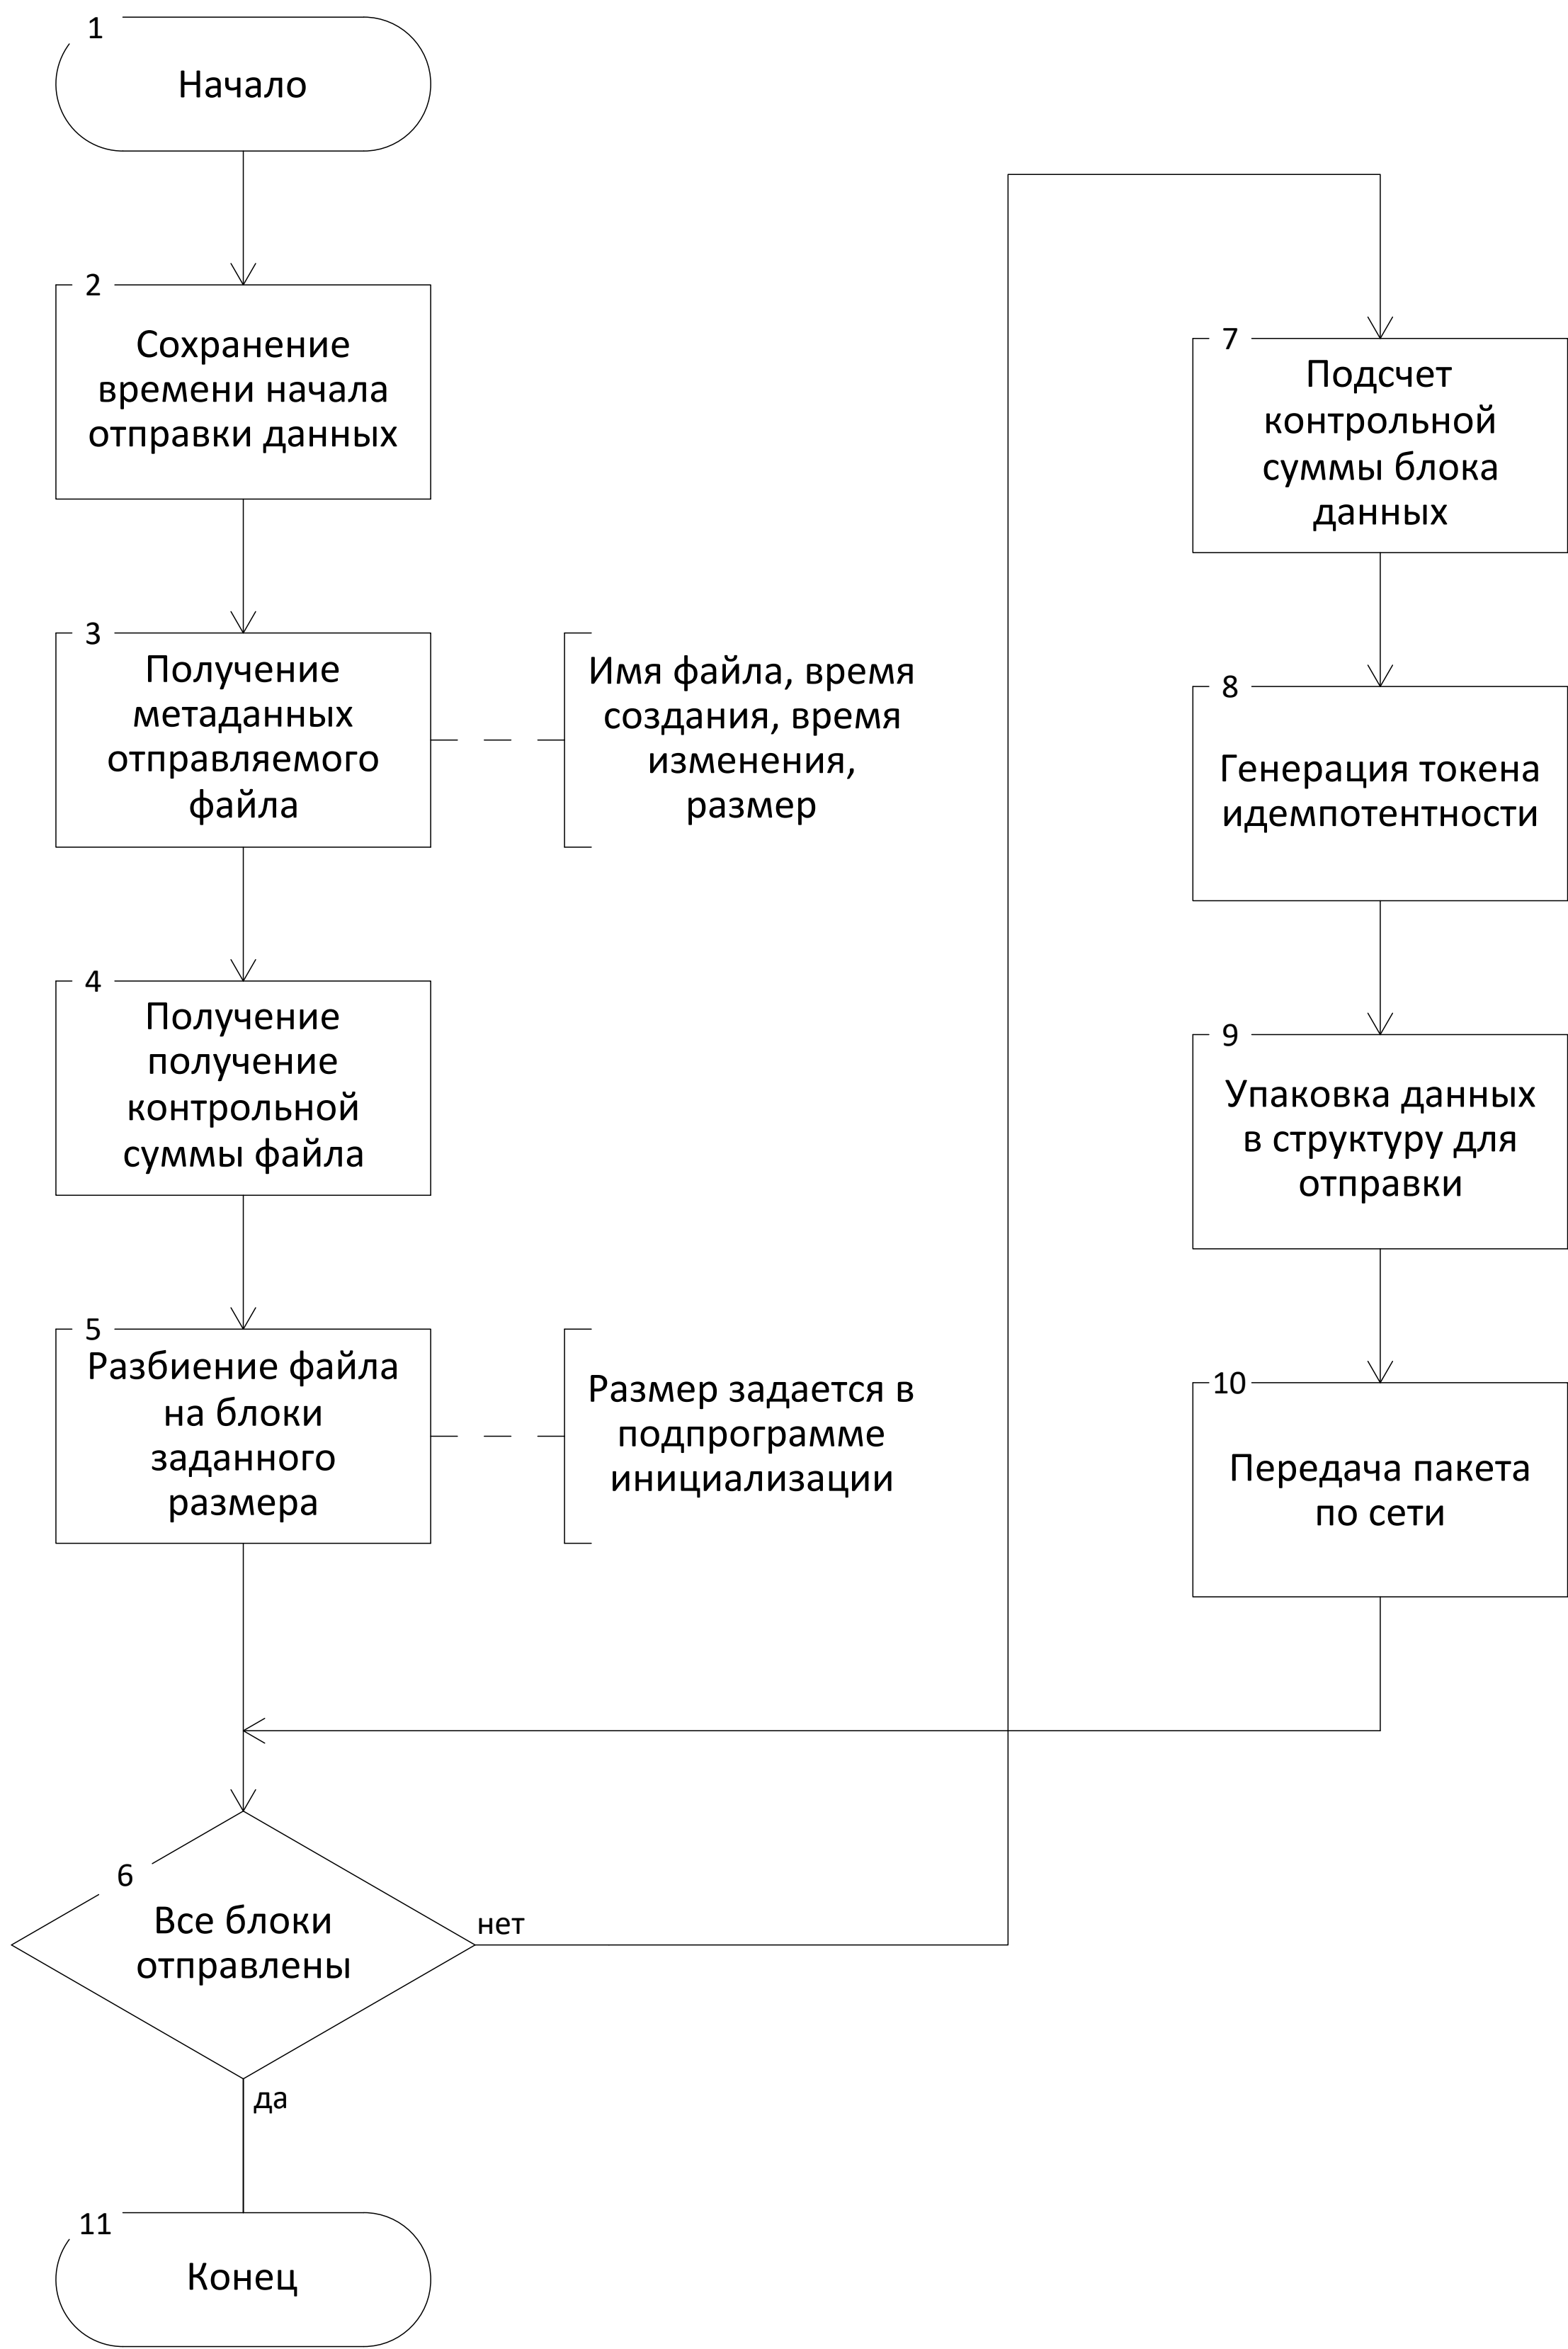 1
Начало
2
Сохранение
времени начала
отправки данных
3
Получение
метаданных
отправляемого
файла
Имя файла, время
создания, время
изменения,
размер
4
Получение
получение
контрольной
суммы файла
5
Разбиение файла
на блоки
заданного
размера
Размер задается в
подпрограмме
инициализации
6
Все блоки
отправлены
нет
да
7
Подсчет
контрольной
суммы блока
данных
8
Генерация токена
идемпотентности
9
Упаковка данных
в структуру для
отправки
10
Передача пакета
по сети
11
Конец